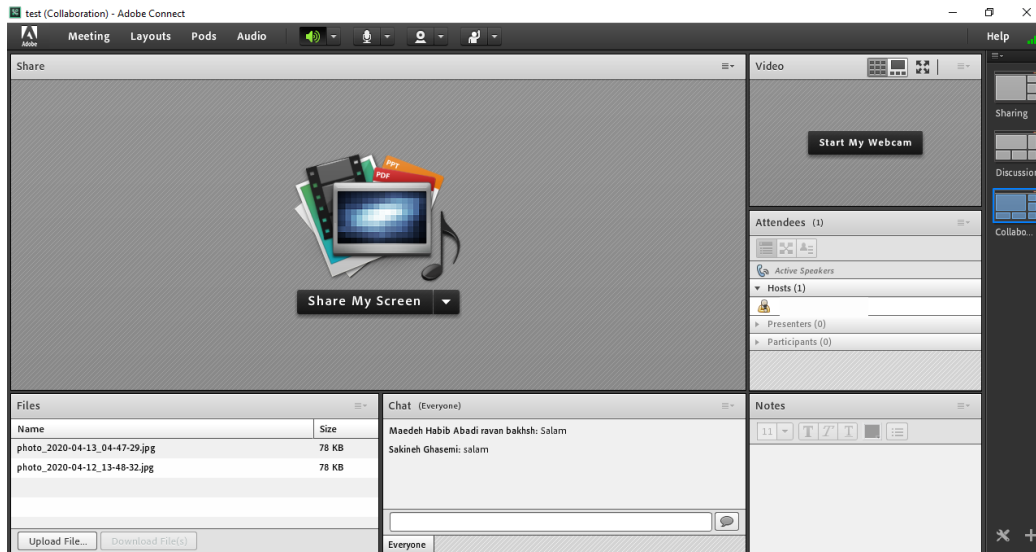 test (Collaboration) - Adobe Connect
Adobe
Meeting Layouts Pods Audio
Help
Share
PPT
PDF
Share My Screen
Video
Start My Webcam
Attendees (1)
Active Speakers
Hosts (1)
Presenters (0)
Participants (0)
Sharing
Discussion
Collabo...
Files
Name Size
photo_2020-04-13_04-47-29.jpg 78 KB
photo_2020-04-12_13-48-32.jpg 78 KB
Upload File... Download File(s)
Chat (Everyone)
Maedeh Habib Abadi ravan bakhsh: Salam
Sakineh Ghasemi: salam
Everyone
Notes
11 T T T